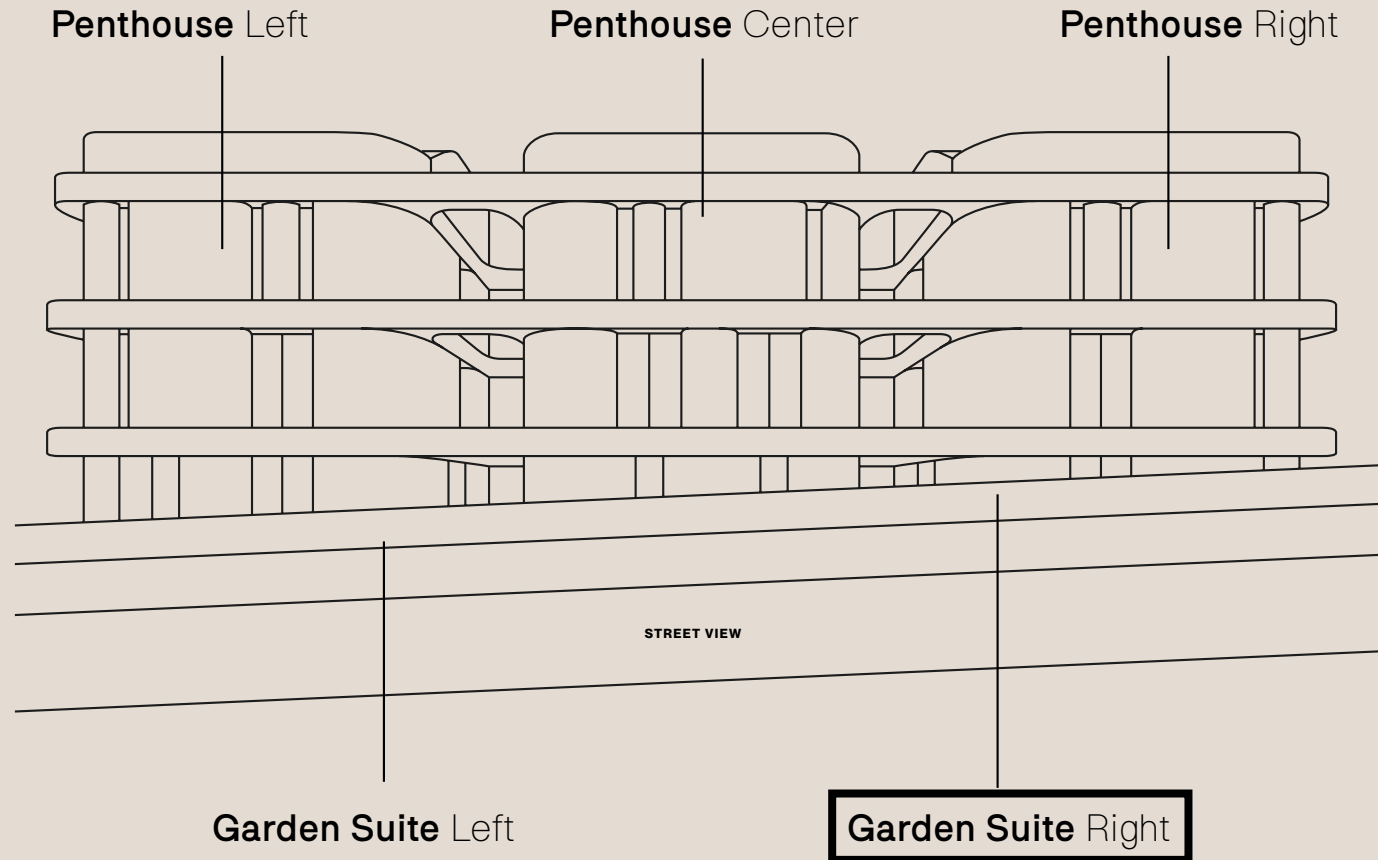 Penthouse Left
Penthouse Center
Penthouse Right
STREET VIEW
Garden Suite Left
Garden Suite Right